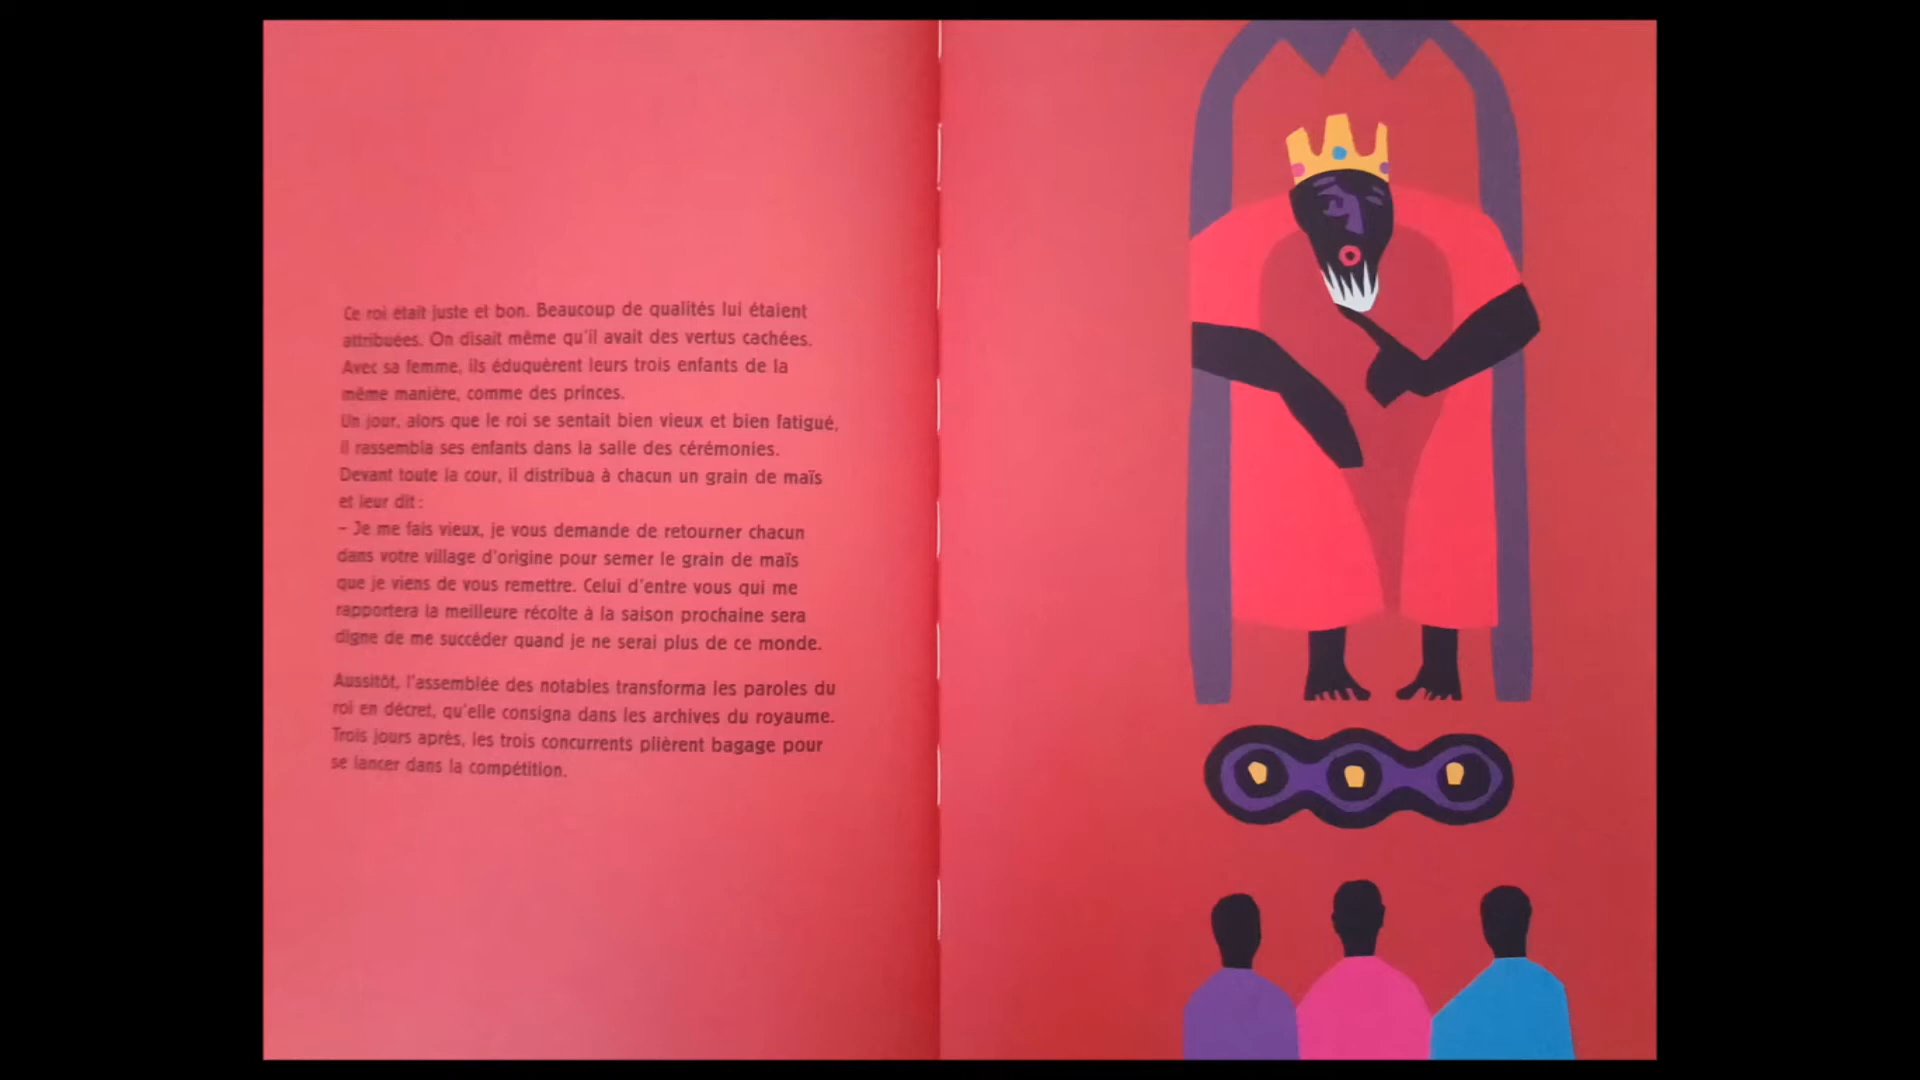 Ce roi était juste et bon. Beaucoup de qualités lui étaient
attribuées. On disait même qu'il avait des vertus cachées.
Avec sa femme, ils éduquèrent leurs trois enfants de la
même manière, comme des princes.
Un jour, alors que le roi se sentait bien vieux et bien fatigué,
il rassembla ses enfants dans la salle des cérémonies.
Devant toute la cour, il distribua à chacun un grain de maïs
et leur dit :
– Je me fais vieux, je vous demande de retourner chacun
dans votre village d'origine pour semer le grain de maïs
que je viens de vous remettre. Celui d'entre vous qui me
rapportera la meilleure récolte à la saison prochaine sera
digne de me succéder quand je ne serai plus de ce monde.
Aussitôt, l'assemblée des notables transforma les paroles du
roi en décret, qu'elle consigna dans les archives du royaume.
Trois jours après, les trois concurrents plièrent bagage pour
se lancer dans la compétition.